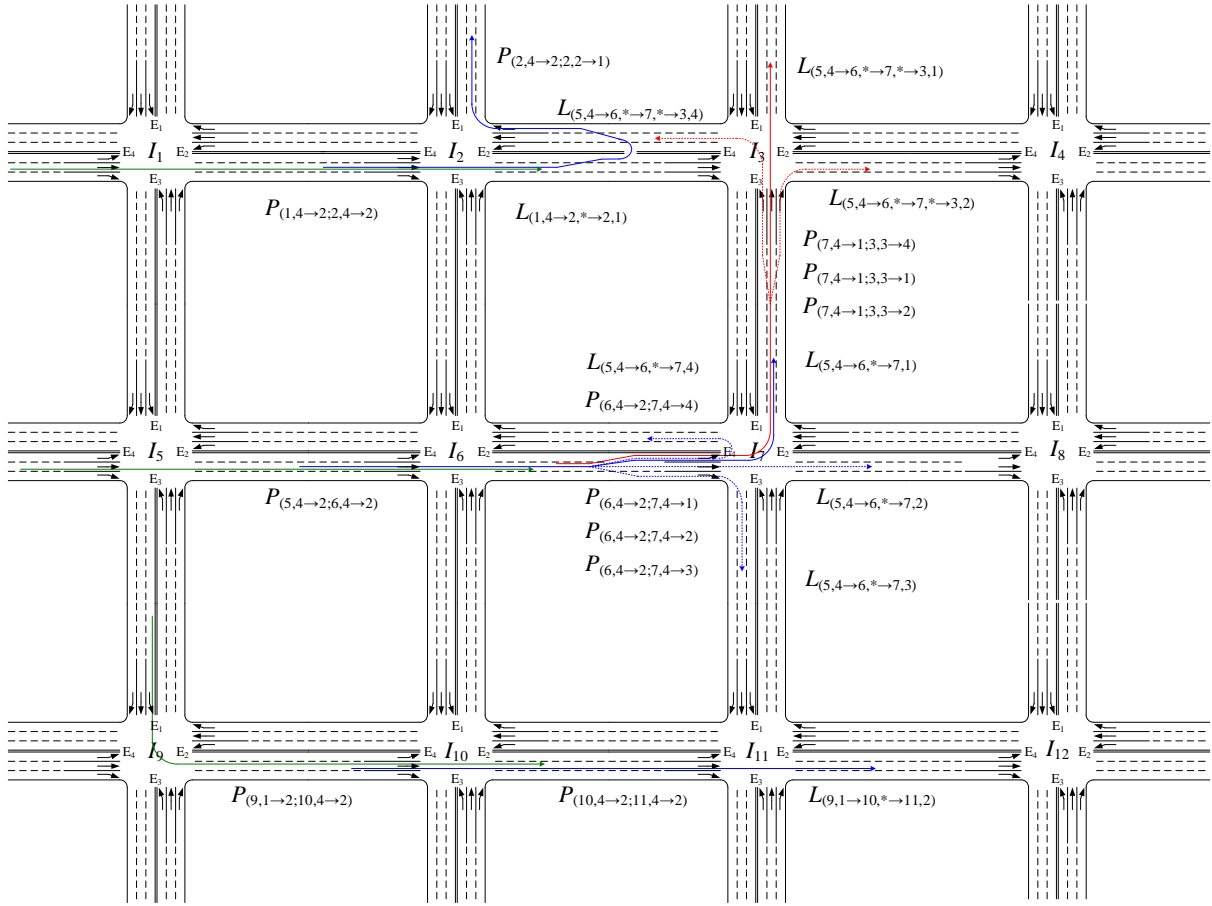 P(2,4→2;2,2→1)
L(5,4→6,*→7,*→3,1)
L(5,4→6,*→7,*→3,4)
E1 E1 E1 E1
E4 I1 E2 E4 I2 E2 E4 I3 E2 E4 I4 E2
E3 E3 E3 E3
P(1,4→2;2,4→2) L(1,4→2,*→2,1) L(5,4→6,*→7,*→3,2)
P(7,4→1;3,3→4)
P(7,4→1;3,3→1)
P(7,4→1;3,3→2)
L(5,4→6,*→7,4) L(5,4→6,*→7,1)
P(6,4→2;7,4→4)
E1 E1 E1 E1
E4 I5 E2 E4 I6 E2 E4 I7 E2 E4 I8 E2
E3 E3 E3 E3
P(5,4→2;6,4→2) P(6,4→2;7,4→1) L(5,4→6,*→7,2)
P(6,4→2;7,4→2)
P(6,4→2;7,4→3)
L(5,4→6,*→7,3)
E1 E1 E1 E1
E4 I9 E2 E4 I10 E2 E4 I11 E2 E4 I12 E2
E3 E3 E3 E3
P(9,1→2;10,4→2) P(10,4→2;11,4→2) L(9,1→10,*→11,2)